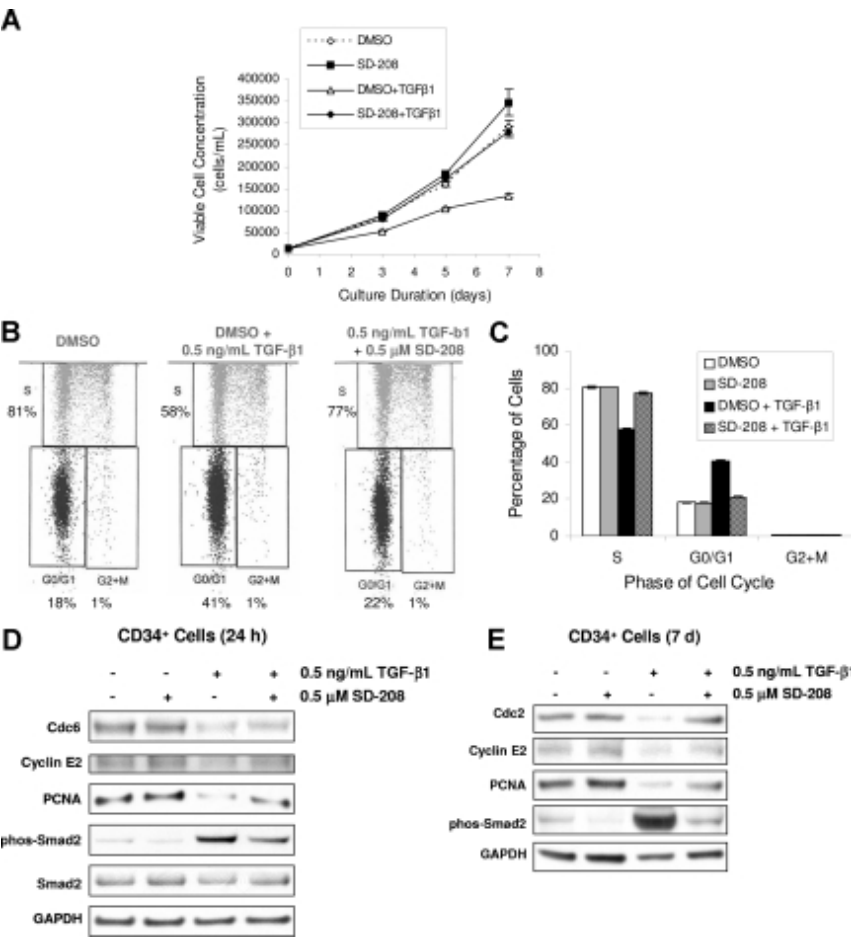 A
DMSO
SD-208
DMSO+TGFβ1
SD-208+TGFβ1
400000
350000
300000
250000
200000
150000
100000
50000
0
Viable Cell Concentration
(cells/mL)
0 1 2 3 4 5 6 7 8
Culture Duration (days)
B
DMSO
DMSO +
0.5 ng/mL TGF-β1
0.5 ng/mL TGF-b1
+ 0.5 µM SD-208
S
81%
S
58%
S
77%
G0/G1 G2+M
18% 1%
G0/G1 G2+M
41% 1%
G0/G1 G2+M
22% 1%
C
100
80
60
40
20
0
Percentage of Cells
DMSO
SD-208
DMSO + TGF-β1
SD-208 + TGF-β1
S G0/G1 G2+M
Phase of Cell Cycle
D
CD34+ Cells (24 h)
- - + + 0.5 ng/mL TGF-β1
- + - + 0.5 µM SD-208
Cdc6
Cyclin E2
PCNA
phos-Smad2
Smad2
GAPDH
E
CD34+ Cells (7 d)
- - + + 0.5 ng/mL TGF-β1
- + - + 0.5 µM SD-208
Cdc2
Cyclin E2
PCNA
phos-Smad2
GAPDH